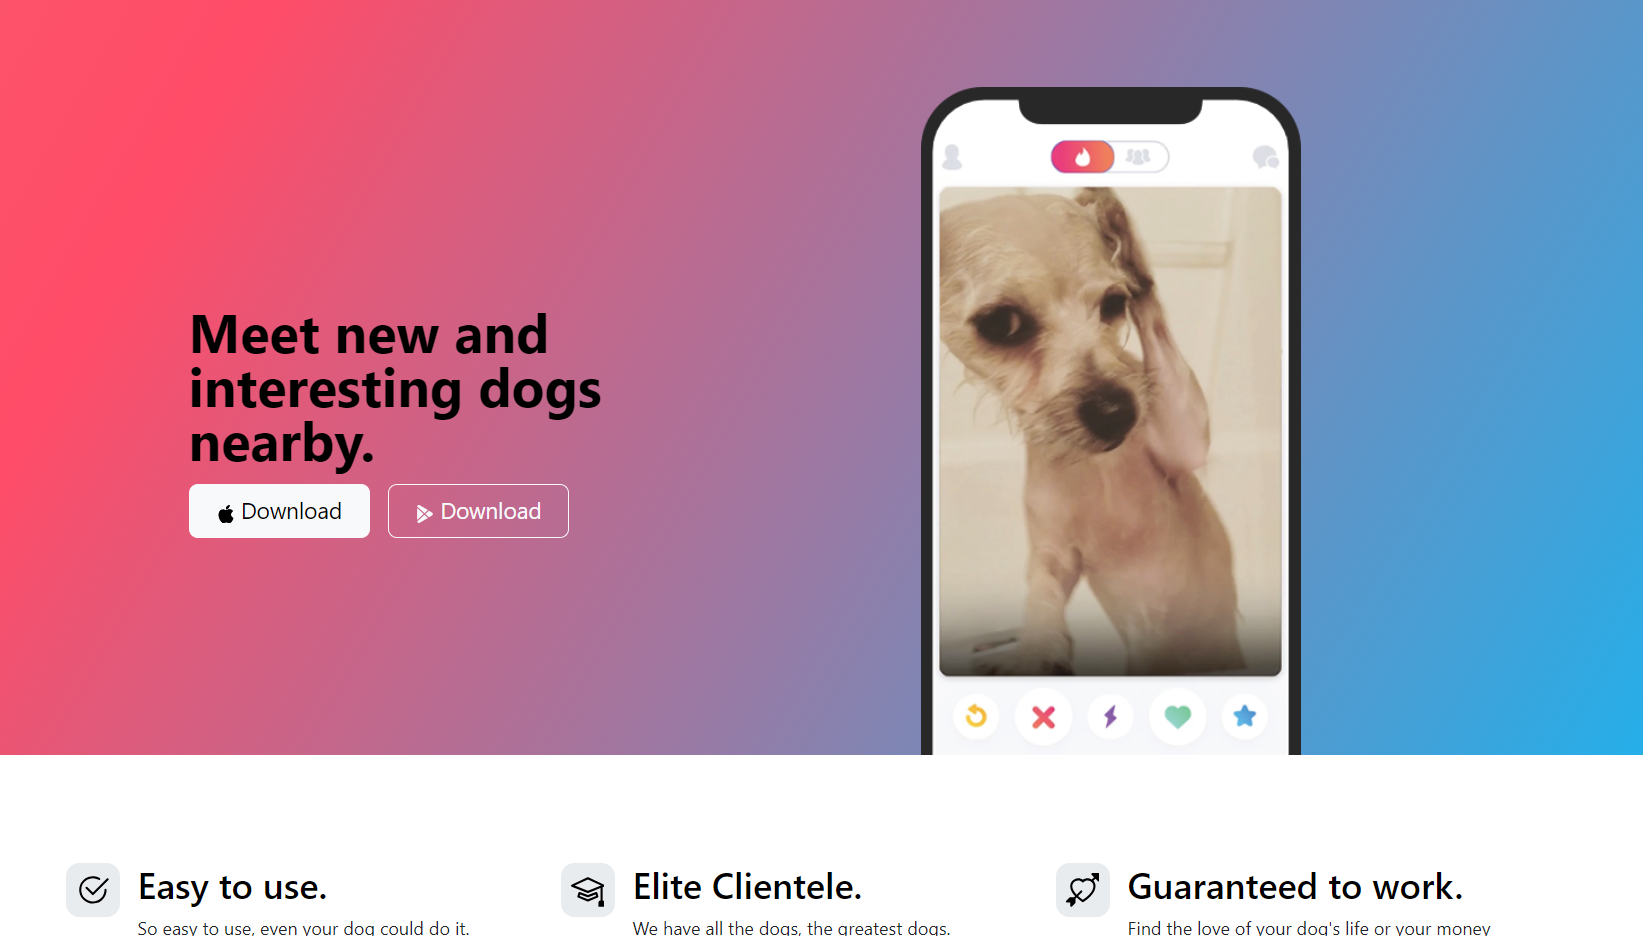 Meet new and
interesting dogs
nearby.
Download
Download
Easy to use.
So easy to use, even your dog could do it.
Elite Clientele.
We have all the dogs, the greatest dogs.
Guaranteed to work.
Find the love of your dog's life or your money